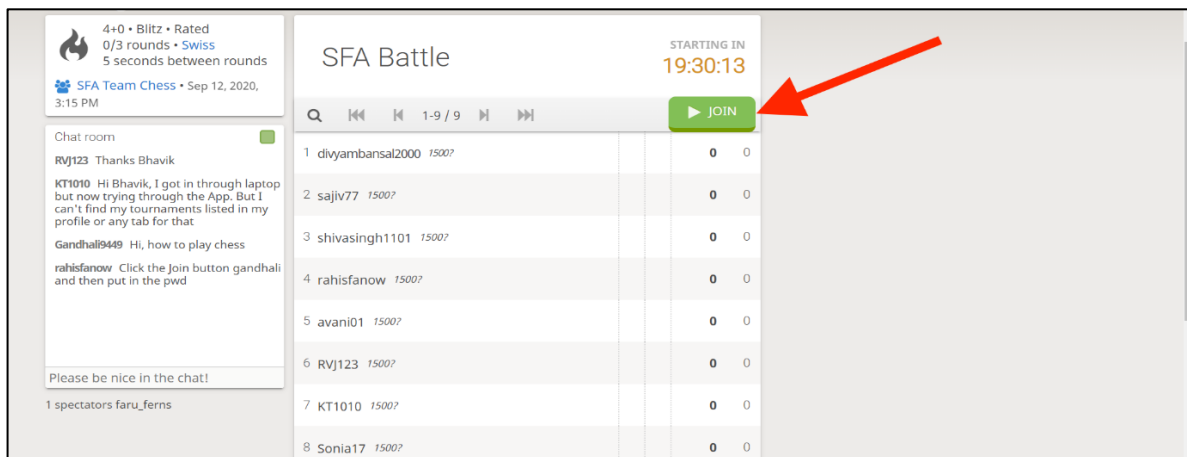 4+0 • Blitz • Rated
0/3 rounds • Swiss
5 seconds between rounds
SFA Team Chess • Sep 12, 2020,
3:15 PM
Chat room
RVJ123 Thanks Bhavik
KT1010 Hi Bhavik, I got in through laptop
but now trying through the App. But I
can't find my tournaments listed in my
profile or any tab for that
Gandhali9449 Hi, how to play chess
rahisfanow Click the Join button gandhali
and then put in the pwd
Please be nice in the chat!
1 spectators faru_ferns
SFA Battle
STARTING IN
19:30:13
1-9 / 9
JOIN
1 divyambansal2000 1500? 0 0
2 sajiv77 1500? 0 0
3 shivasingh1101 1500? 0 0
4 rahisfanow 1500? 0 0
5 avani01 1500? 0 0
6 RVJ123 1500? 0 0
7 KT1010 1500? 0 0
8 Sonia17 1500? 0 0